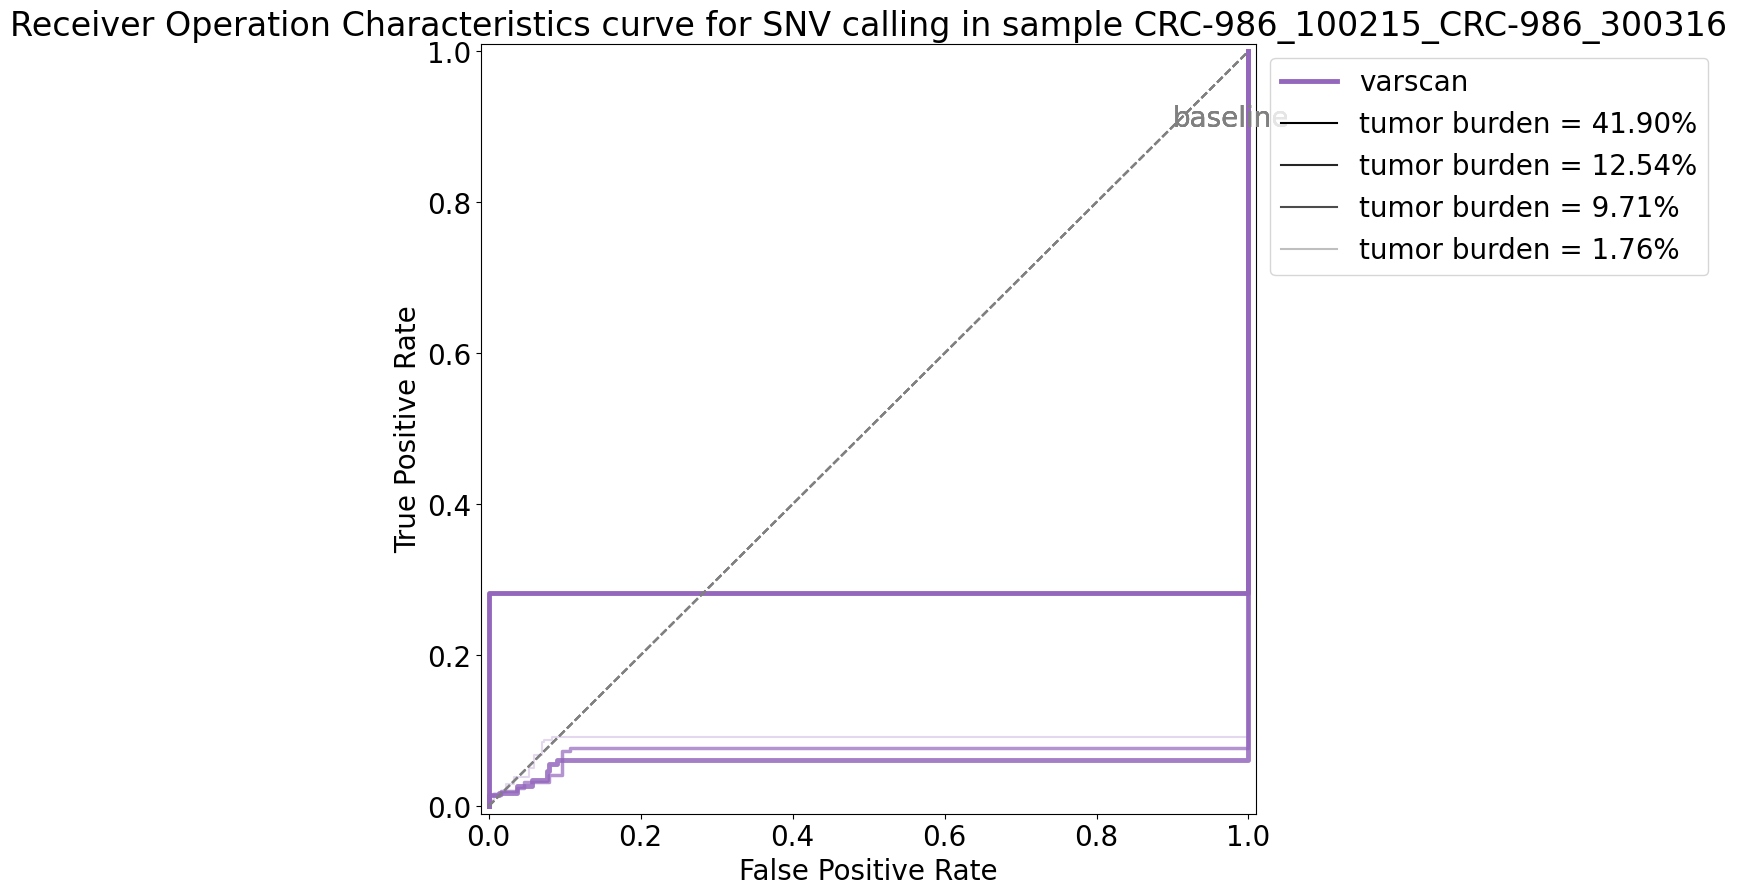 Receiver Operation Characteristics curve for SNV calling in sample CRC-986_100215_CRC-986_300316
1.0
0.8
0.6
0.4
0.2
0.0
True Positive Rate
0.0 0.2 0.4 0.6 0.8 1.0
False Positive Rate
baseline
varscan
tumor burden = 41.90%
tumor burden = 12.54%
tumor burden = 9.71%
tumor burden = 1.76%